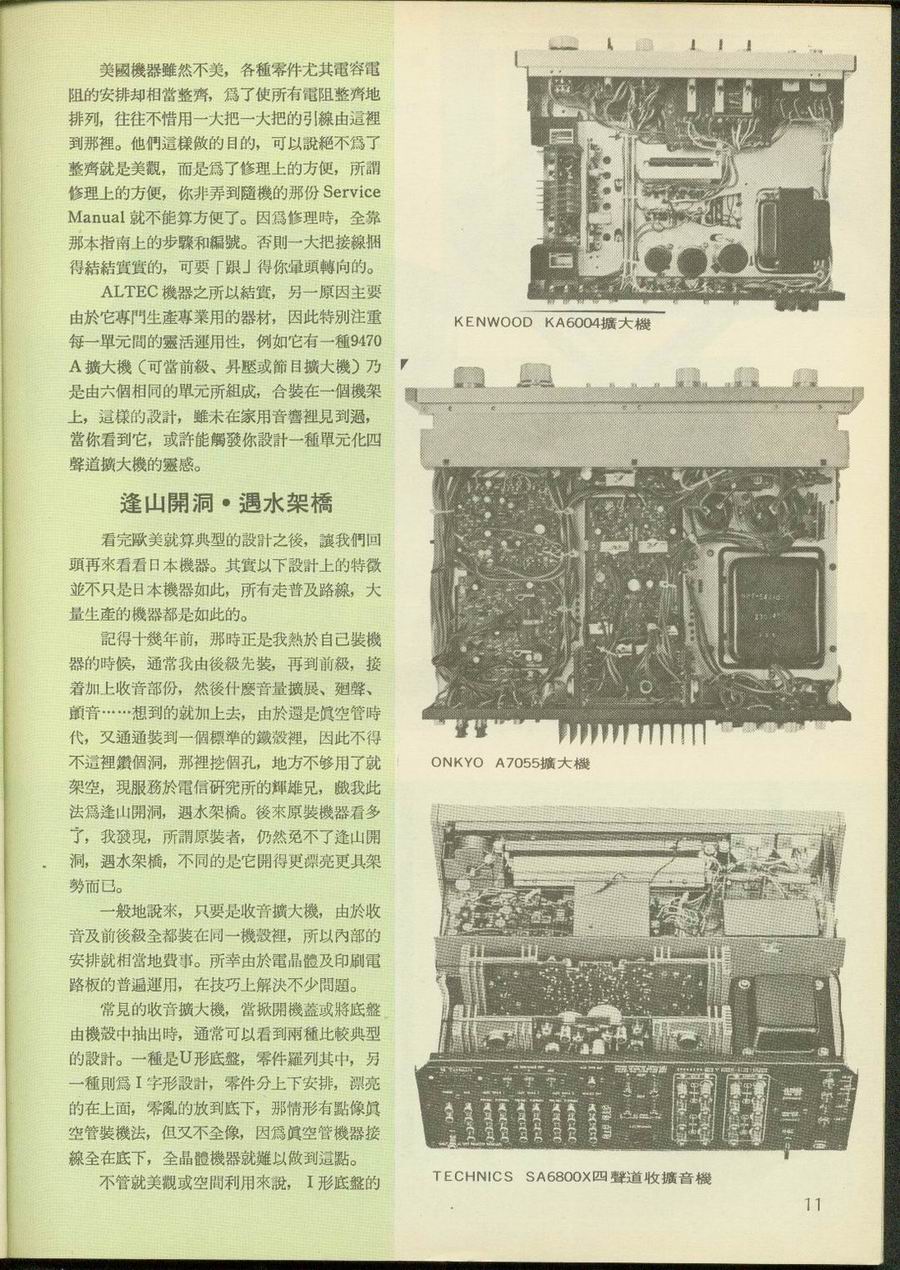 美國機器雖然不美，各種零件尤其電容電
阻的安排却相當整齊，爲了使所有電阻整齊地
排列，往往不惜用一大把一大把的引線由這裡
到那裡。他們這樣做的目的，可以說絕不爲了
整齊就是美觀，而是爲了修理上的方便，所謂
修理上的方便，你非弄到隨機的那份 Service
Manual 就不能算方便了。因爲修理時，全靠
那本指南上的步驟和編號。否則一大把接線捆
得結結實實的，可要「跟」得你暈頭轉向的。
ALTEC 機器之所以結實，另一原因主要
由於它專門生產專業用的器材，因此特別注重
每一單元間的靈活運用性，例如它有一種9470
A 擴大機（可當前級、昇壓或節目擴大機）乃
是由六個相同的單元所組成，合裝在一個機架
上，這樣的設計，雖未在家用音響裡見到過，
當你看到它，或許能觸發你設計一種單元化四
聲道擴大機的靈感。
逢山開洞•遇水架橋
看完歐美就算典型的設計之後，讓我們回
頭再來看看日本機器。其實以下設計上的特徵
並不只是日本機器如此，所有走普及路線，大
量生產的機器都是如此的。
記得十幾年前，那時正是我熱於自己裝機
器的時候，通常我由後級先裝，再到前級，接
着加上收音部份，然後什麼音量擴展、廻聲、
顫音……想到的就加上去，由於還是眞空管時
代，又通通裝到一個標準的鐵殼裡，因此不得
不這裡鑽個洞，那裡挖個孔，地方不够用了就
架空，現服務於電信研究所的輝雄兄，戲我此
法爲逢山開洞，遇水架橋。後來原裝機器看多
了，我發現，所謂原裝者，仍然免不了逢山開
洞，遇水架橋，不同的是它開得更漂亮更具架
勢而已。
一般地說來，只要是收音擴大機，由於收
音及前後級全都裝在同一機殼裡，所以內部的
安排就相當地費事。所幸由於電晶體及印刷電
路板的普遍運用，在技巧上解決不少問題。
常見的收音擴大機，當掀開機蓋或將底盤
由機殼中抽出時，通常可以看到兩種比較典型
的設計。一種是U形底盤，零件羅列其中，另
一種則爲I字形設計，零件分上下安排，漂亮
的在上面，零亂的放到底下，那情形有點像眞
空管裝機法，但又不全像，因爲眞空管機器接
線全在底下，全晶體機器就難以做到這點。
不管就美觀或空間利用來說，I形底盤的
KENWOOD KA6004擴大機
ONKYO A7055擴大機
TECHNICS SA6800X四聲道收擴音機
11